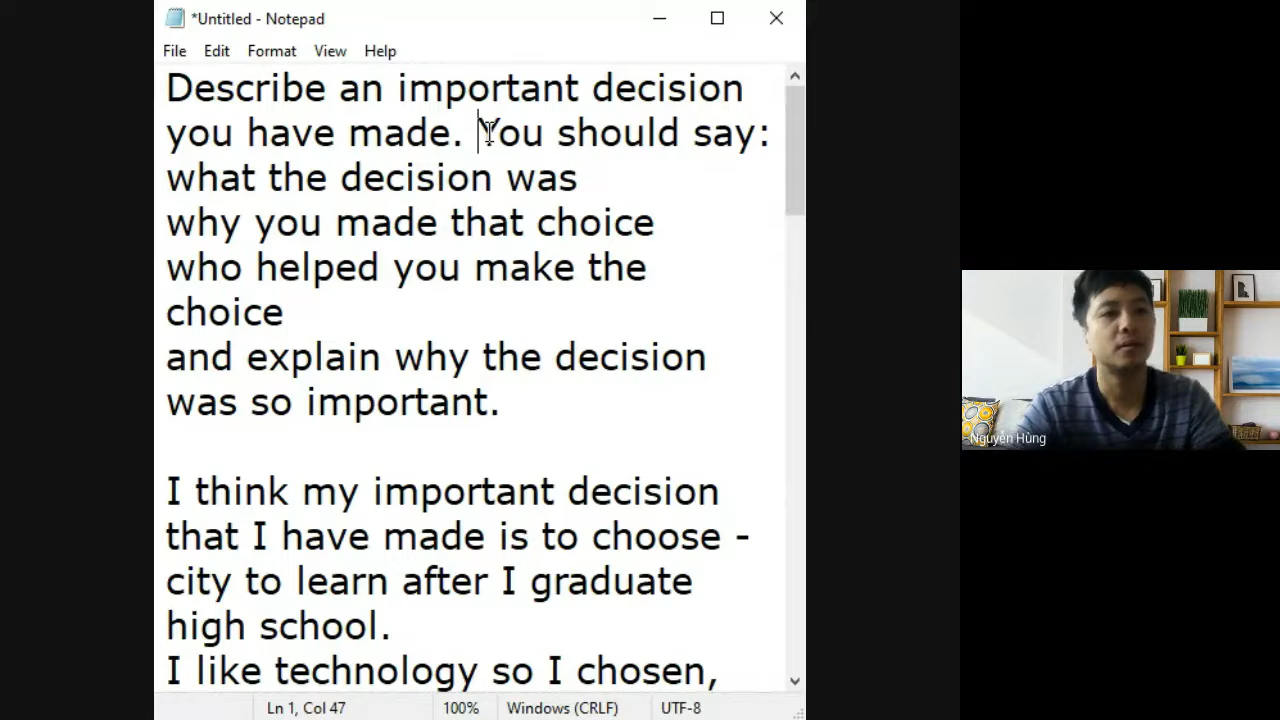 *Untitled - Notepad
File Edit Format View Help
Describe an important decision
you have made. You should say:
what the decision was
why you made that choice
who helped you make the
choice
and explain why the decision
was so important.
I think my important decision
that I have made is to choose -
city to learn after I graduate
high school.
I like technology so I chosen,
Ln 1, Col 47 100% Windows (CRLF) UTF-8
Nguyễn Hùng